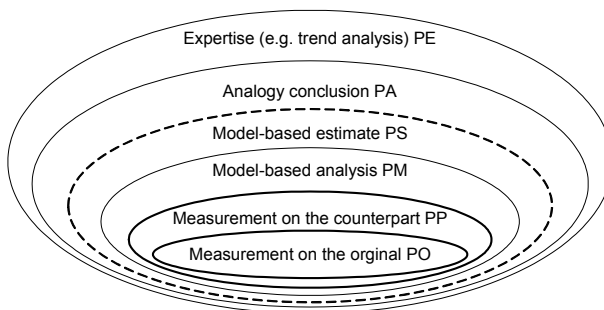 Expertise (e.g. trend analysis) PE
Analogy conclusion PA
Model-based estimate PS
Model-based analysis PM
Measurement on the counterpart PP
Measurement on the orginal PO